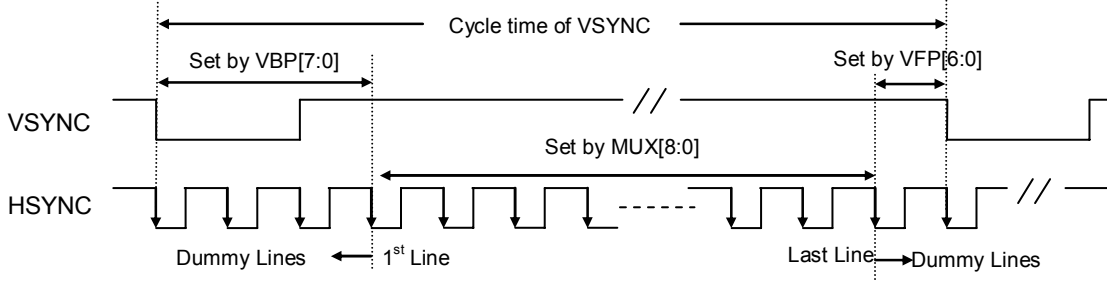 Cycle time of VSYNC
Set by VBP[7:0]
Set by VFP[6:0]
VSYNC
Set by MUX[8:0]
HSYNC
Dummy Lines
1st Line
Last Line
Dummy Lines